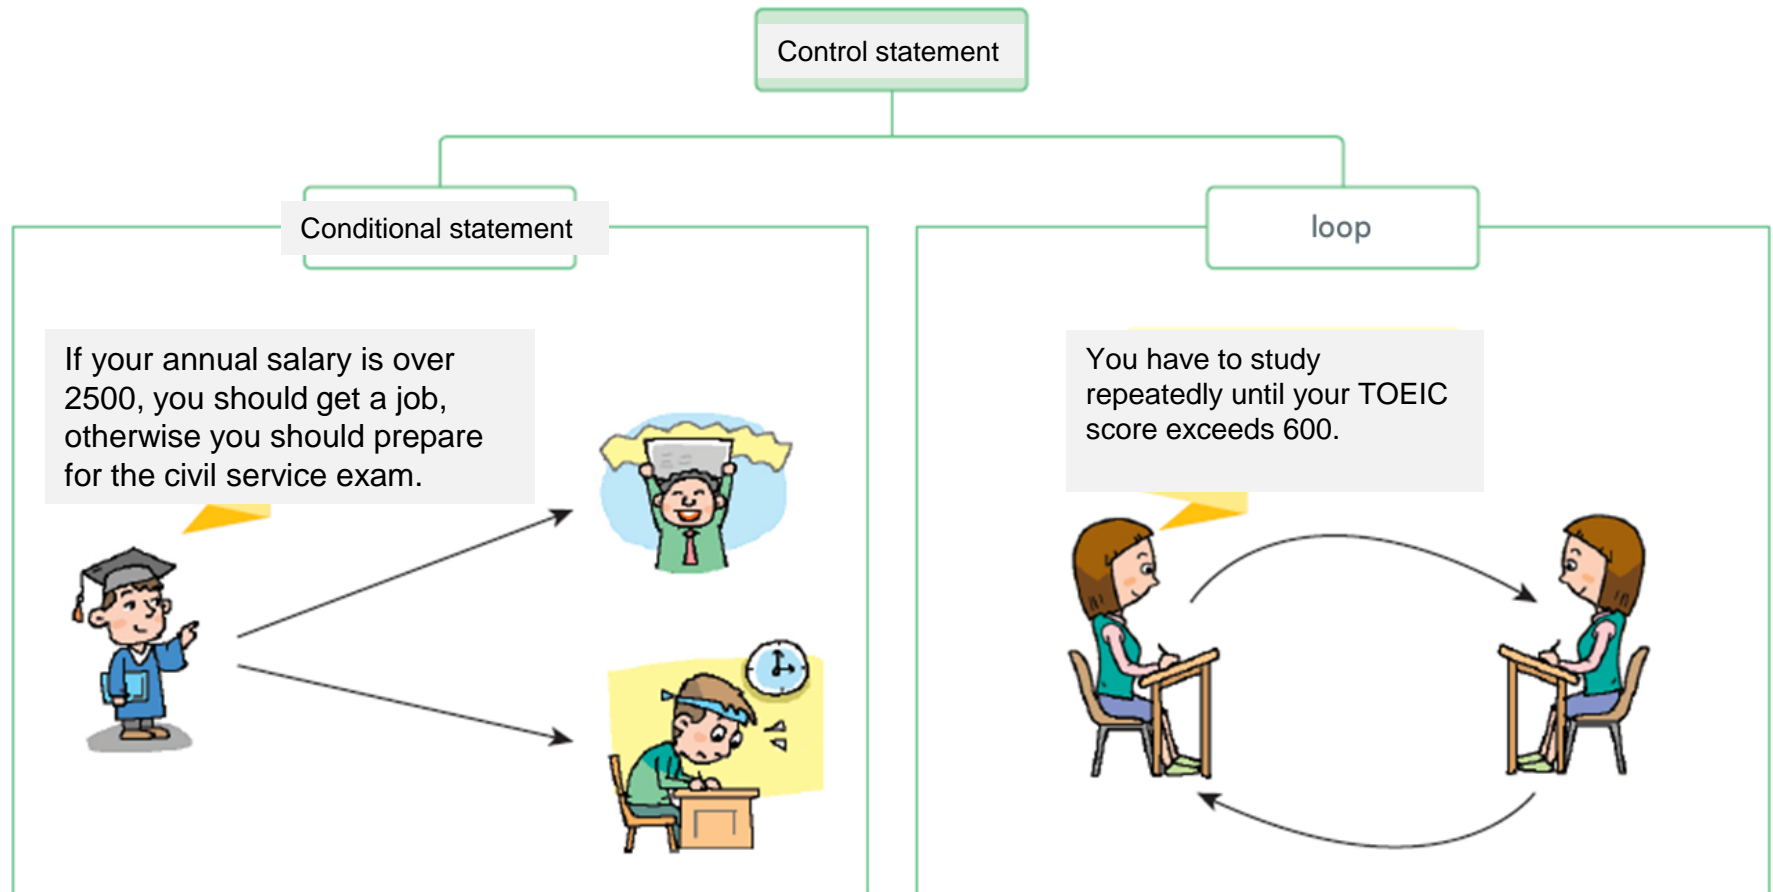 Control statement
Conditional statement
loop
If your annual salary is over
2500, you should get a job,
otherwise you should prepare
for the civil service exam.
You have to study
repeatedly until your TOEIC
score exceeds 600.